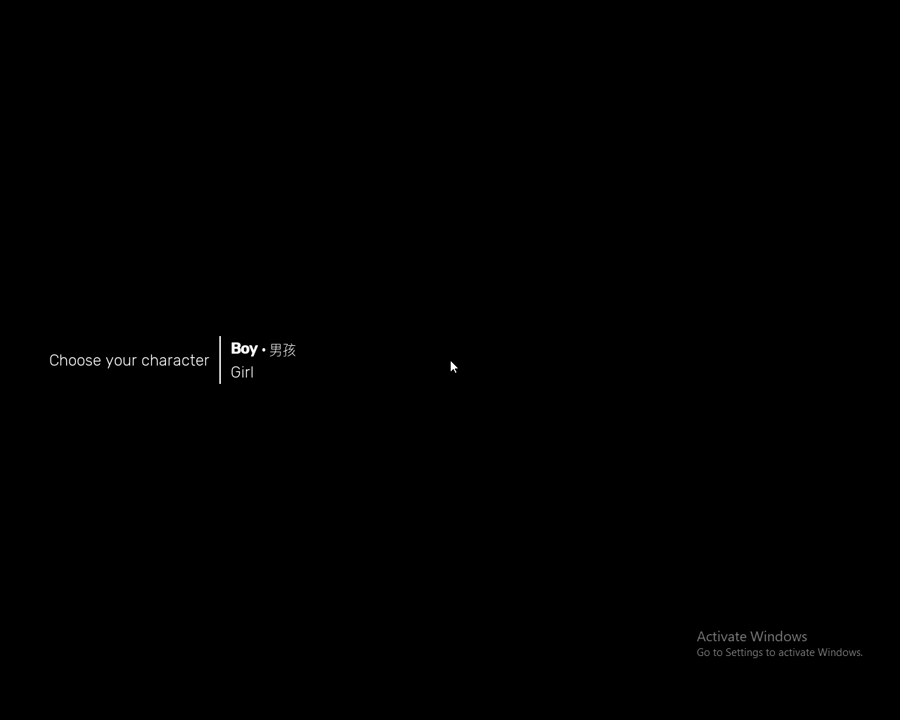 Choose your character
Boy • 男孩
Girl
Activate Windows
Go to Settings to activate Windows.